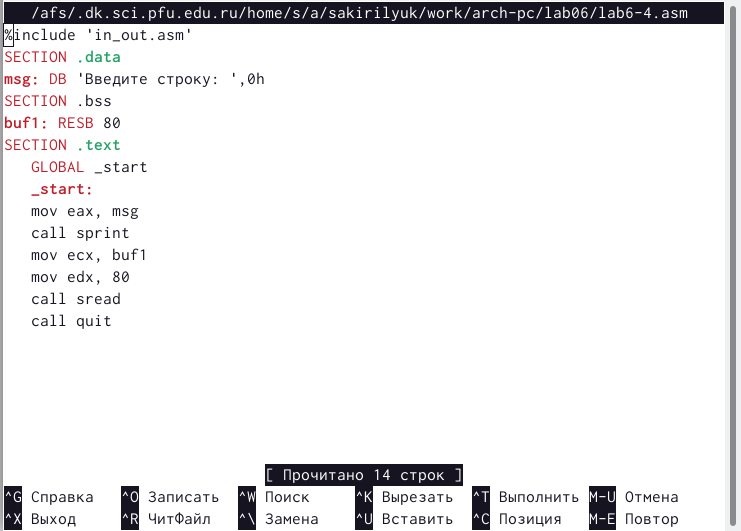 /afs/.dk.sci.pfu.edu.ru/home/s/a/sakirilyuk/work/arch-pc/lab06/lab6-4.asm
%include 'in_out.asm'
SECTION .data
msg: DB 'Введите строку: ',0h
SECTION .bss
buf1: RESB 80
SECTION .text
GLOBAL _start
_start:
mov eax, msg
call sprint
mov ecx, buf1
mov edx, 80
call sread
call quit
[ Прочитано 14 строк ]
^G Справка ^O Записать ^W Поиск ^K Вырезать ^T Выполнить M-U Отмена
^X Выход ^R ЧитФайл ^\ Замена ^U Вставить ^C Позиция M-E Повтор